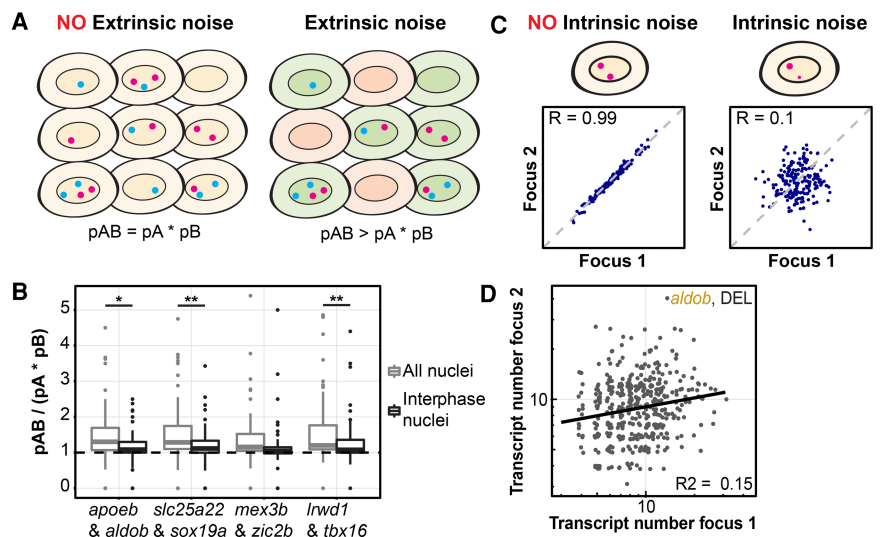 A
NO Extrinsic noise
Extrinsic noise
pAB = pA * pB
pAB > pA * pB
B
pAB / (pA * pB)
5
4
3
2
1
0
*
**
**
All nuclei
Interphase
nuclei
apoeb
& aldob
slc25a22
& sox19a
mex3b
& zic2b
lrwd1
& tbx16
C
NO Intrinsic noise
Intrinsic noise
R = 0.99
Focus 2
Focus 1
R = 0.1
Focus 2
Focus 1
D
aldob, DEL
Transcript number focus 2
10
R2 = 0.15
10
Transcript number focus 1